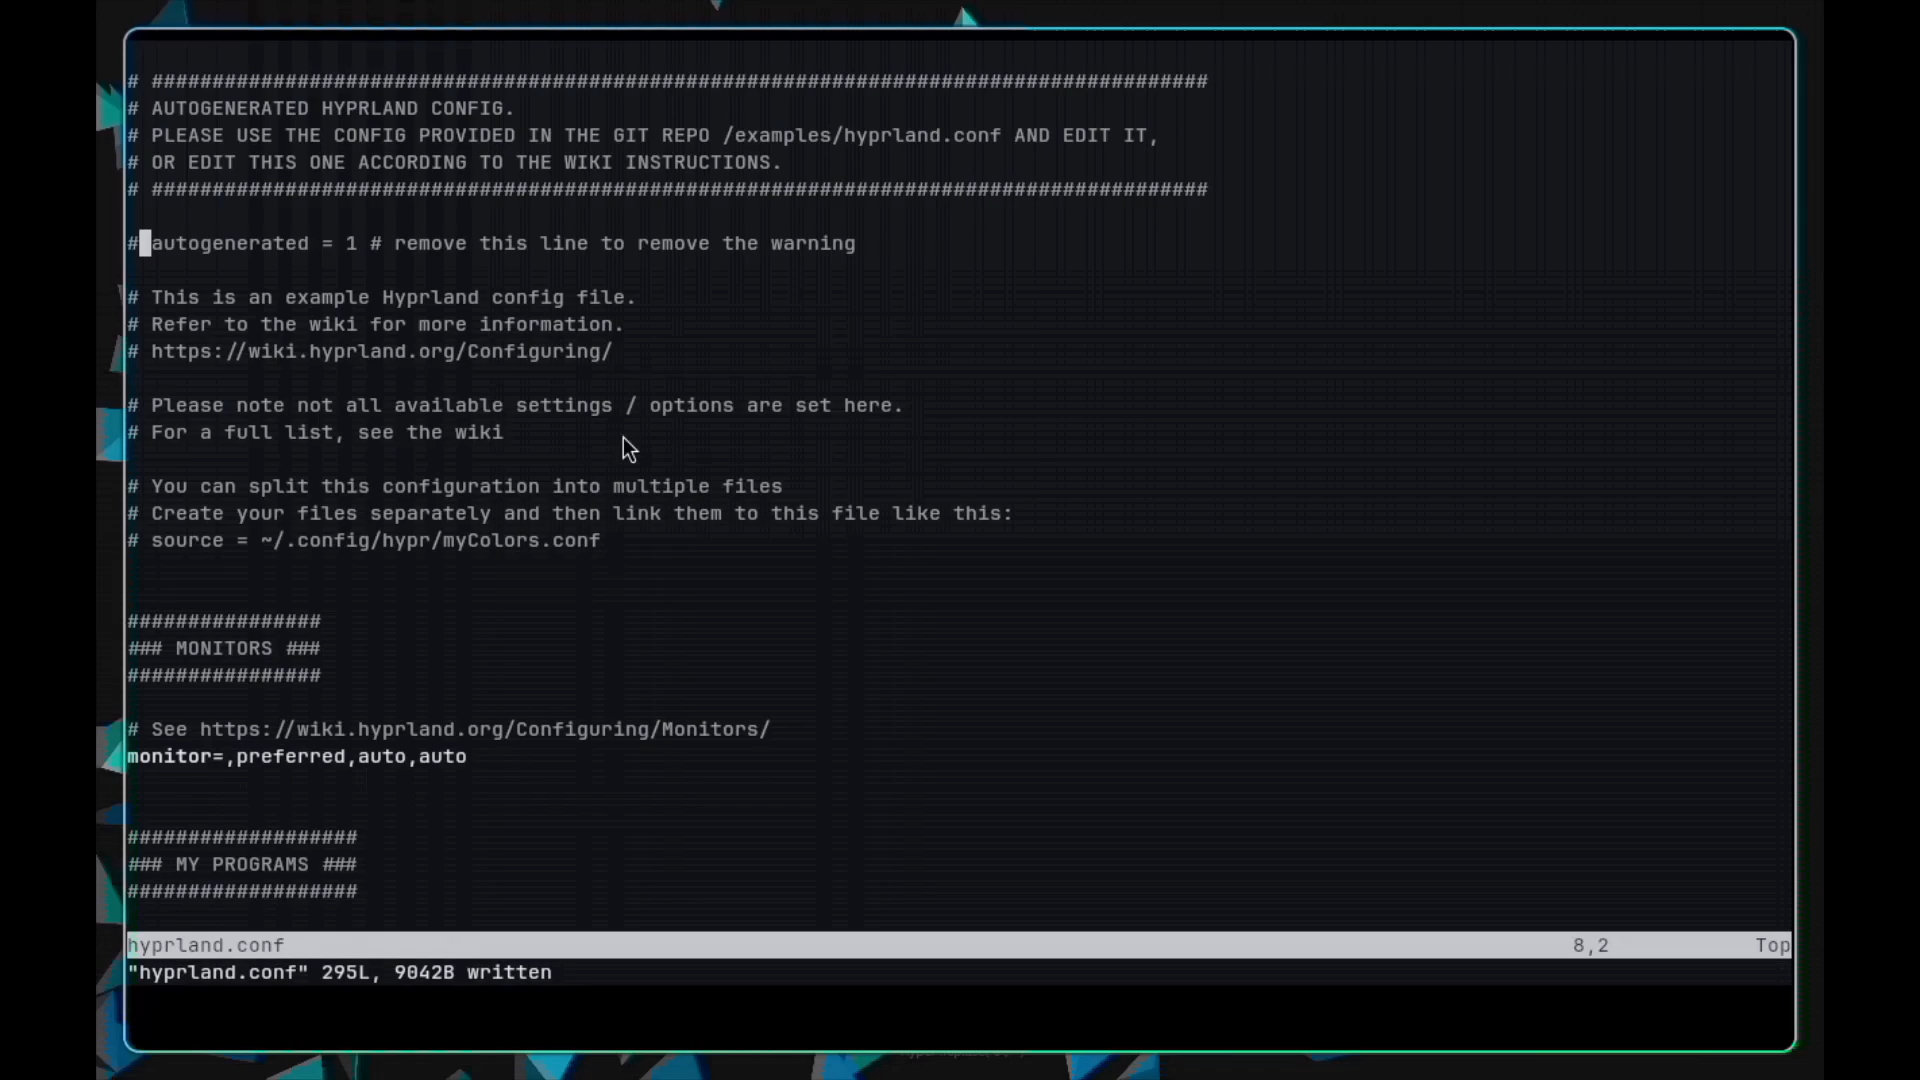 # #######################################################################################
# AUTOGENERATED HYPRLAND CONFIG.
# PLEASE USE THE CONFIG PROVIDED IN THE GIT REPO /examples/hyprland.conf AND EDIT IT,
# OR EDIT THIS ONE ACCORDING TO THE WIKI INSTRUCTIONS.
# #######################################################################################
# autogenerated = 1 # remove this line to remove the warning
# This is an example Hyprland config file.
# Refer to the wiki for more information.
# https://wiki.hyprland.org/Configuring/
# Please note not all available settings / options are set here.
# For a full list, see the wiki
# You can split this configuration into multiple files
# Create your files separately and then link them to this file like this:
# source = ~/.config/hypr/myColors.conf
################
### MONITORS ###
################
# See https://wiki.hyprland.org/Configuring/Monitors/
monitor=,preferred,auto,auto
###################
### MY PROGRAMS ###
###################
hyprland.conf 8,2 Top
"hyprland.conf" 295L, 9042B written